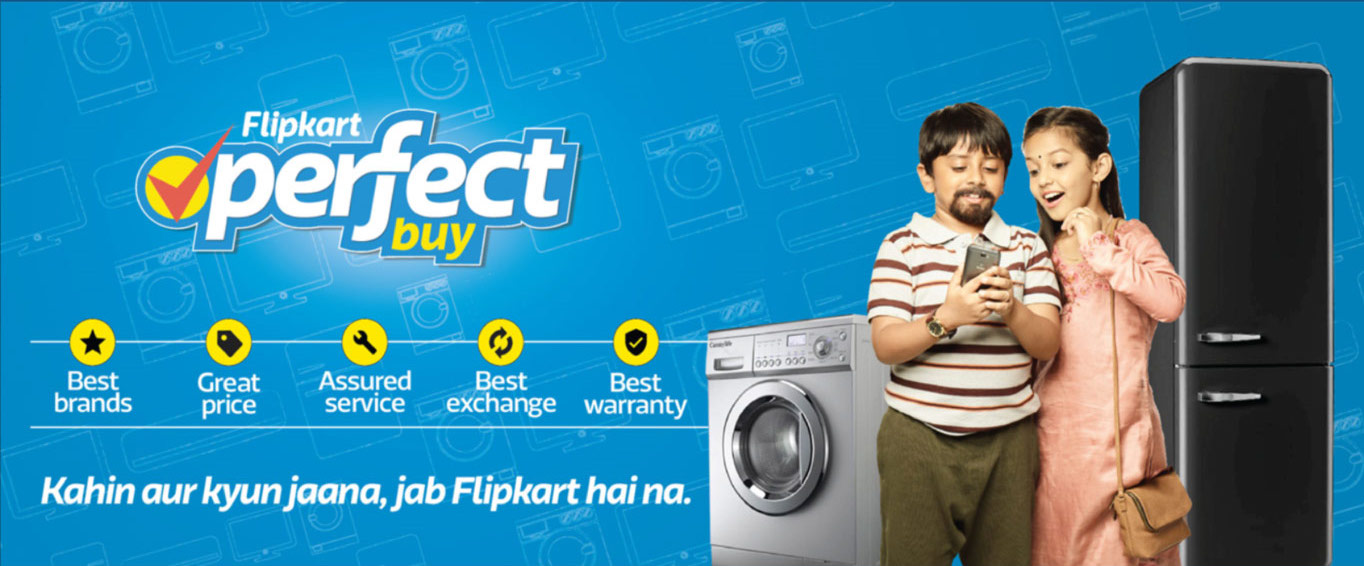 Flipkart
perfect
buy
Best
brands
Great
price
Assured
service
Best
exchange
Best
warranty
Kahin aur kyun jaana, jab Flipkart hai na.